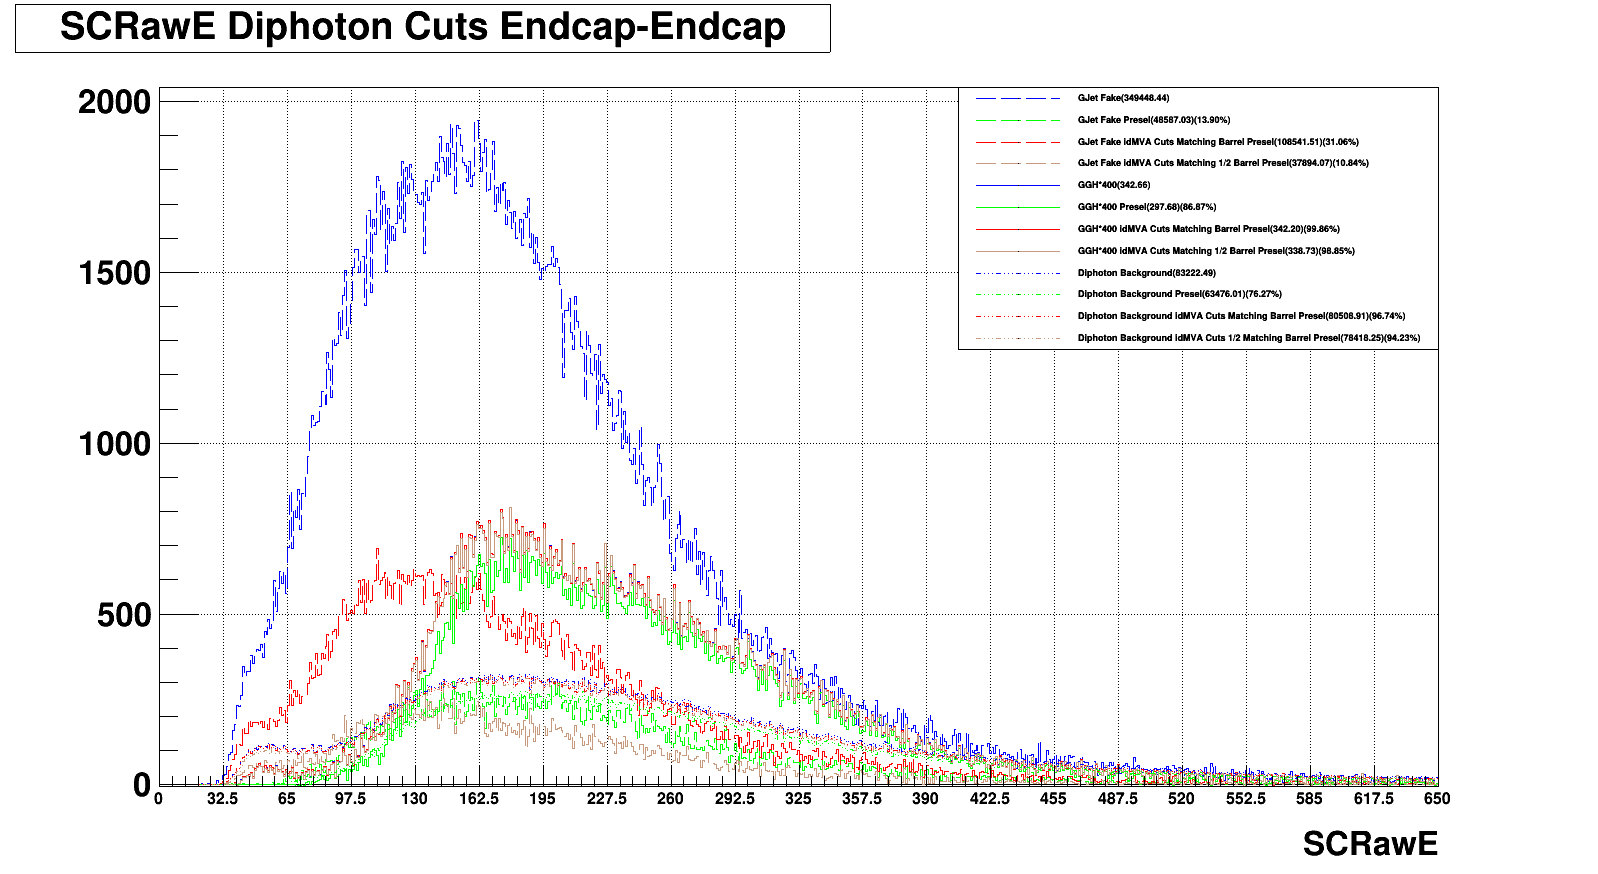 SCRawE Diphoton Cuts Endcap-Endcap
2000
1500
1000
500
0
GJet Fake(349448.44)
GJet Fake Presel(48587.03)(13.90%)
GJet Fake idMVA Cuts Matching Barrel Presel(108541.51)(31.06%)
GJet Fake idMVA Cuts Matching 1/2 Barrel Presel(37894.07)(10.84%)
GGH*400(342.66)
GGH*400 Presel(297.68)(86.87%)
GGH*400 idMVA Cuts Matching Barrel Presel(342.20)(99.86%)
GGH*400 idMVA Cuts Matching 1/2 Barrel Presel(338.73)(98.85%)
Diphoton Background(83222.49)
Diphoton Background Presel(63476.01)(76.27%)
Diphoton Background idMVA Cuts Matching Barrel Presel(80508.91)(96.74%)
Diphoton Background idMVA Cuts 1/2 Matching Barrel Presel(78418.25)(94.23%)
0 32.5 65 97.5 130 162.5 195 227.5 260 292.5 325 357.5 390 422.5 455 487.5 520 552.5 585 617.5 650
SCRawE